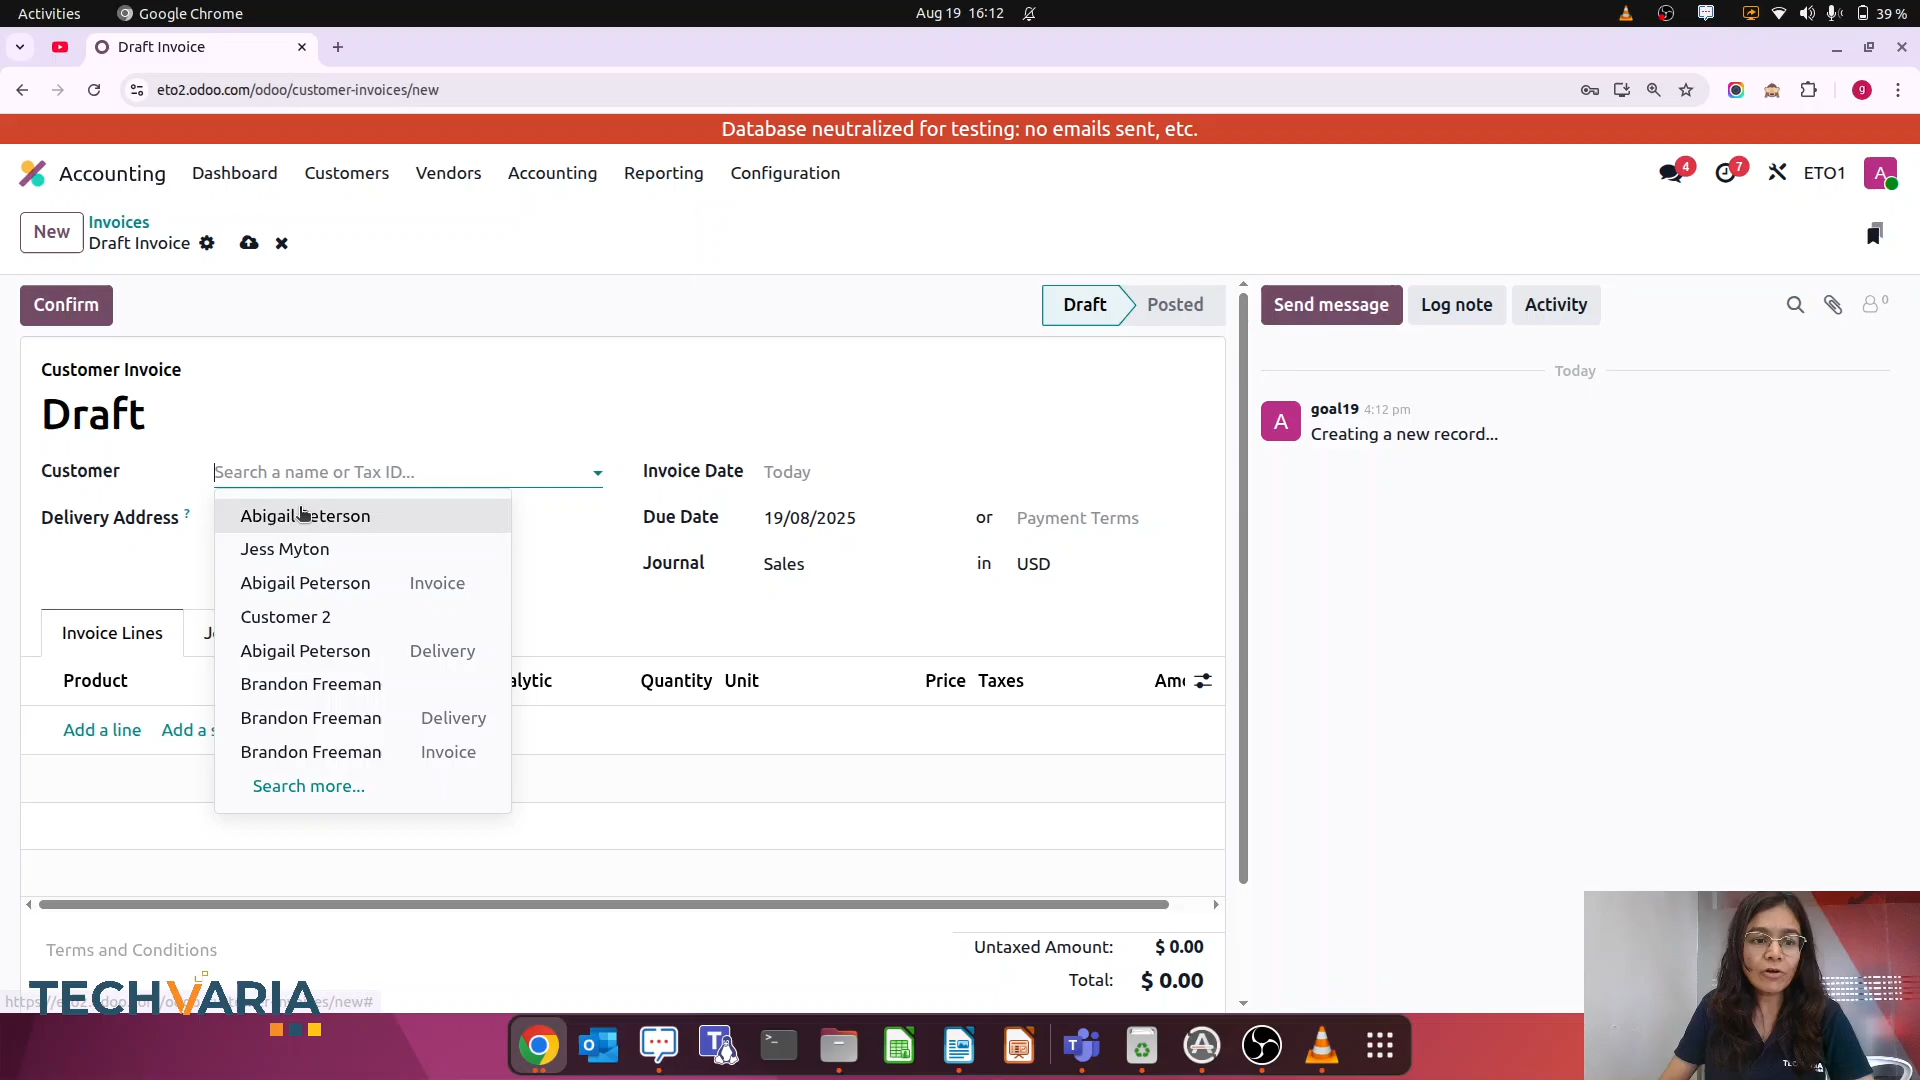 Activities
Google Chrome
Aug 19 16:12
39 %
Draft Invoice
eto2.odoo.com/odoo/customer-invoices/new
g
Database neutralized for testing: no emails sent, etc.
Accounting
Dashboard
Customers
Vendors
Accounting
Reporting
Configuration
4
7
ETO1
A
New
Invoices
Draft Invoice
Confirm
Draft
Posted
Send message
Log note
Activity
0
Customer Invoice
Draft
Today
A
goal19 4:12 pm
Creating a new record...
Customer
Search a name or Tax ID...
Invoice Date
Today
Delivery Address ?
Due Date
19/08/2025
or
Payment Terms
Journal
Sales
in
USD
Abigail Peterson
Jess Myton
Abigail Peterson Invoice
Customer 2
Abigail Peterson Delivery
Brandon Freeman
Brandon Freeman Delivery
Brandon Freeman Invoice
Search more...
Invoice Lines
Product
Quantity
Unit
Price
Taxes
Add a line
Terms and Conditions
Untaxed Amount: $ 0.00
Total: $ 0.00
TECHVARIA